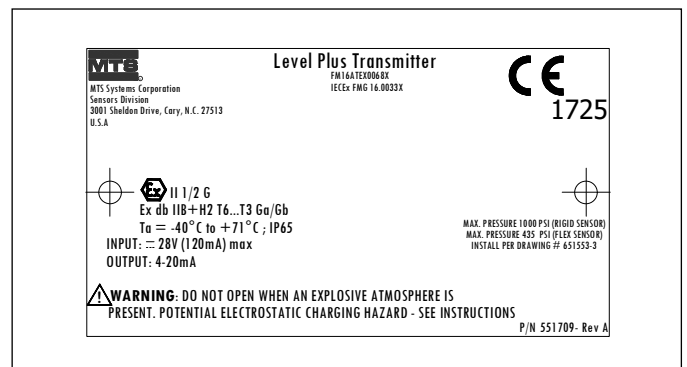 MTS
Level Plus Transmitter
FM16ATEX0068X
IECEx FMG 16.0033X
CE
1725
MTS Systems Corporation
Sensors Division
3001 Sheldon Drive, Cary, N.C. 27513
U.S.A
Ex II 1/2 G
Ex db IIB+H2 T6...T3 Ga/Gb
Ta = -40°C to +71°C ; IP65
INPUT: ⎓ 28V (120mA) max
OUTPUT: 4-20mA
MAX. PRESSURE 1000 PSI (RIGID SENSOR)
MAX. PRESSURE 435 PSI (FLEX SENSOR)
INSTALL PER DRAWING # 651553-3
WARNING: DO NOT OPEN WHEN AN EXPLOSIVE ATMOSPHERE IS
PRESENT. POTENTIAL ELECTROSTATIC CHARGING HAZARD - SEE INSTRUCTIONS
P/N 551709- Rev A